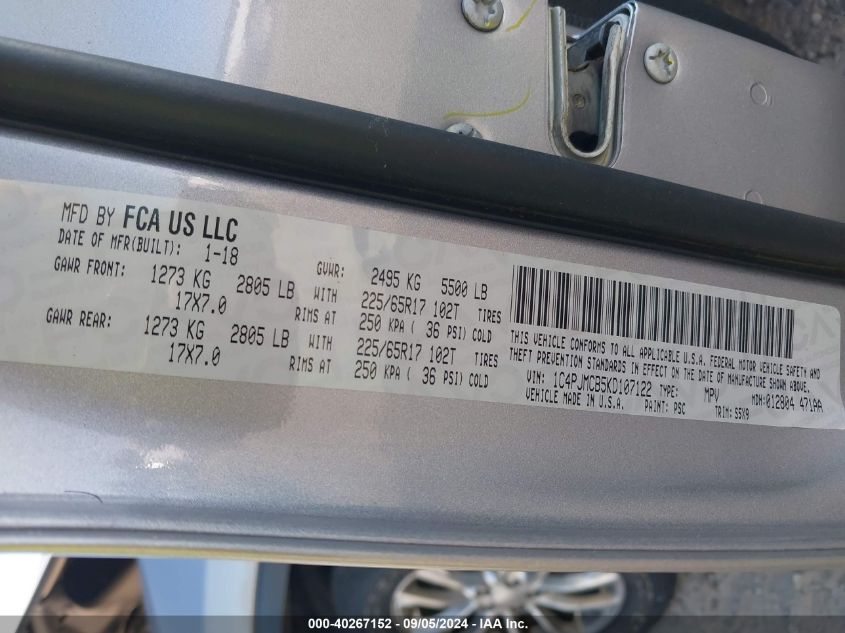 MFD BY FCA US LLC
DATE OF MFR(BUILT): 1-18
GAWR FRONT: 1273 KG 2805 LB
17X7.0
GAWR REAR: 1273 KG 2805 LB
17X7.0
GVWR: 2495 KG 5500 LB
WITH 225/65R17 102T TIRES
RIMS AT 250 KPA ( 36 PSI) COLD
WITH 225/65R17 102T TIRES
RIMS AT 250 KPA ( 36 PSI) COLD
THIS VEHICLE CONFORMS TO ALL APPLICABLE U.S.A. FEDERAL MOTOR VEHICLE SAFETY AND
THEFT PREVENTION STANDARDS IN EFFECT ON THE DATE OF MANUFACTURE SHOWN ABOVE.
VIN: 1C4PJMCB5KD107122 TYPE: MPV MDH:012804 471AA
VEHICLE MADE IN U.S.A. PAINT: PSC TRIM: S5X9
000-40267152 - 09/05/2024 - IAA Inc.